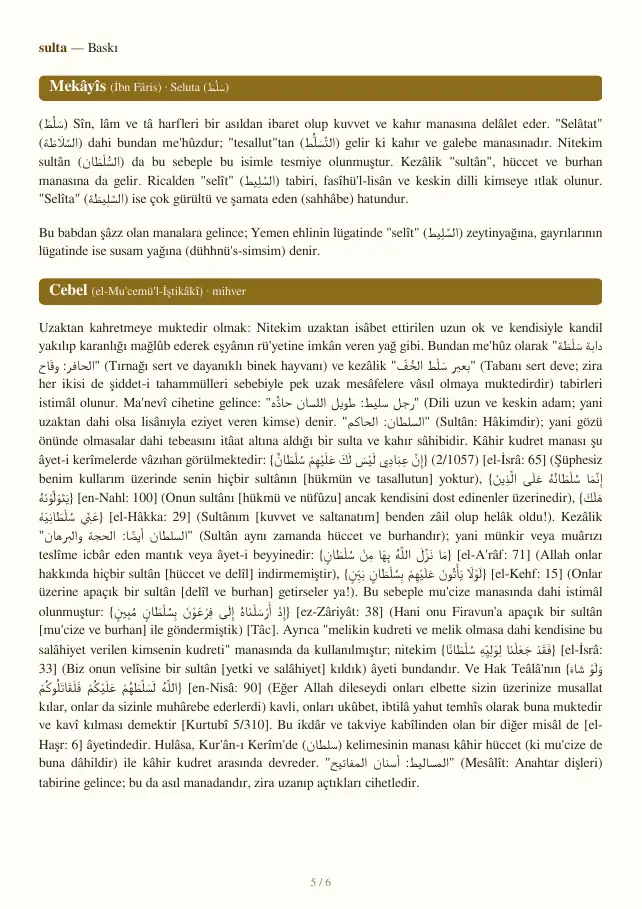 sulta — Baskı
Mekâyîs (İbn Fâris) · Seluta (سَلُطَ)
(سَلُطَ) Sîn, lâm ve tâ harfleri bir asıldan ibaret olup kuvvet ve kahır manasına delâlet eder. "Selâtat"
(السَّلَاطَة) dahi bundan me'hûzdur; "tesallut"tan (التَّسَلُّط) gelir ki kahır ve galebe manasınadır. Nitekim
sultân (السُّلْطَان) da bu sebeple bu isimle tesmiye olunmuştur. Kezâlik "sultân", hüccet ve burhan
manasına da gelir. Ricalden "selît" (السَّلِيط) tabiri, fasîhü'l-lisân ve keskin dilli kimseye ıtlak olunur.
"Selîta" (السَّلِيطَة) ise çok gürültü ve şamata eden (sahhâbe) hatundur.
Bu babdan şâzz olan manalara gelince; Yemen ehlinin lügatinde "selît" (السَّلِيط) zeytinyağına, gayrılarının
lügatinde ise susam yağına (dühhnü's-simsim) denir.
Cebel (el-Mu'cemü'l-İştikâkî) · mihver
Uzaktan kahretmeye muktedir olmak: Nitekim uzaktan isâbet ettirilen uzun ok ve kendisiyle kandil
yakılıp karanlığı mağlûb ederek eşyanın rü'yetine imkân veren yağ gibi. Bundan me'hûz olarak "دابة سَلْطَة
الحافر: وقَاح" (Tırnağı sert ve dayanıklı binek hayvanı) ve kezâlik "بعير سَلْط الخُفّ" (Tabanı sert deve; zira
her ikisi de şiddet-i tahammülleri sebebiyle pek uzak mesâfelere vâsıl olmaya muktedirdir) tabirleri
istimâl olunur. Ma'nevî cihetine gelince: "رجل سليط: طويل اللسان حادُّه" (Dili uzun ve keskin adam; yani
uzaktan dahi olsa lisânıyla eziyet veren kimse) denir. "السلطان: الحاكم" (Sultân: Hâkimdir); yani gözü
önünde olmasalar dahi tebeasını itâat altına aldığı bir sulta ve kahır sâhibidir. Kâhir kudret manası şu
âyet-i kerîmelerde vâzıhan görülmektedir: {إِنَّ عِبَادِي لَيْسَ لَكَ عَلَيْهِمْ سُلْطَانٌ} (2/1057) [el-İsrâ: 65] (Şüphesiz
benim kullarım üzerinde senin hiçbir sultânın [hükmün ve tasallutun] yoktur), {إِنَّمَا سُلْطَانُهُ عَلَى الَّذِينَ
يَتَوَلَّوْنَهُ} [en-Nahl: 100] (Onun sultânı [hükmü ve nüfûzu] ancak kendisini dost edinenler üzerinedir), {هَلَكَ
عَنِّي سُلْطَانِيَهْ} [el-Hâkka: 29] (Sultânım [kuvvet ve saltanatım] benden zâil olup helâk oldu!). Kezâlik
"السلطان أيضًا: الحجة والبرهان" (Sultân aynı zamanda hüccet ve burhandır); yani münkir veya muârızı
teslîme icbâr eden mantık veya âyet-i beyyinedir: {مَا نَزَّلَ اللَّهُ بِهَا مِنْ سُلْطَانٍ} [el-A'râf: 71] (Allah onlar
hakkında hiçbir sultân [hüccet ve delîl] indirmemiştir), {لَوْلَا يَأْتُونَ عَلَيْهِمْ بِسُلْطَانٍ بَيِّنٍ} [el-Kehf: 15] (Onlar
üzerine apaçık bir sultân [delîl ve burhan] getirseler ya!). Bu sebeple mu'cize manasında dahi istimâl
olunmuştur: {إِذْ أَرْسَلْنَاهُ إِلَى فِرْعَوْنَ بِسُلْطَانٍ مُبِينٍ} [ez-Zâriyât: 38] (Hani onu Firavun'a apaçık bir sultân
[mu'cize ve burhan] ile göndermiştik) [Tâc]. Ayrıca "melikin kudreti ve melik olmasa dahi kendisine bu
salâhiyet verilen kimsenin kudreti" manasında da kullanılmıştır; nitekim {فَقَدْ جَعَلْنَا لِوَلِيِّهِ سُلْطَانًا} [el-İsrâ:
33] (Biz onun velîsine bir sultân [yetki ve salâhiyet] kıldık) âyeti bundandır. Ve Hak Teâlâ'nın {وَلَوْ شَاءَ
اللَّهُ لَسَلَّطَهُمْ عَلَيْكُمْ فَلَقَاتَلُوكُمْ} [en-Nisâ: 90] (Eğer Allah dileseydi onları elbette sizin üzerinize musallat
kılar, onlar da sizinle muhârebe ederlerdi) kavli, onları ukûbet, ibtilâ yahut temhîs olarak buna muktedir
ve kavî kılması demektir [Kurtubî 5/310]. Bu ikdâr ve takviye kabîlinden olan bir diğer misâl de [el-
Haşr: 6] âyetindedir. Hulâsa, Kur'ân-ı Kerîm'de (سلطان) kelimesinin manası kâhir hüccet (ki mu'cize de
buna dâhildir) ile kâhir kudret arasında devreder. "المساليط: أسنان المفاتيح" (Mesâlît: Anahtar dişleri)
tabirine gelince; bu da asıl manadandır, zira uzanıp açtıkları cihetledir.
5 / 6